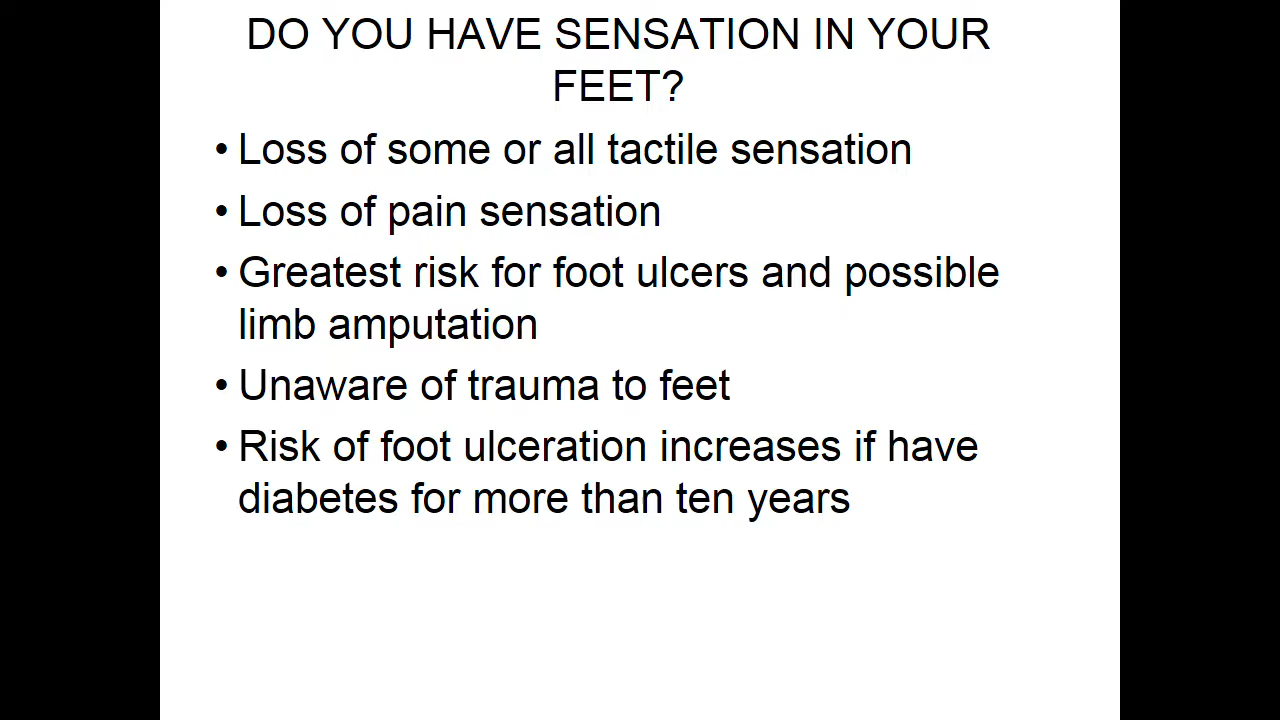 DO YOU HAVE SENSATION IN YOUR
FEET?
• Loss of some or all tactile sensation
• Loss of pain sensation
• Greatest risk for foot ulcers and possible
limb amputation
• Unaware of trauma to feet
• Risk of foot ulceration increases if have
diabetes for more than ten years